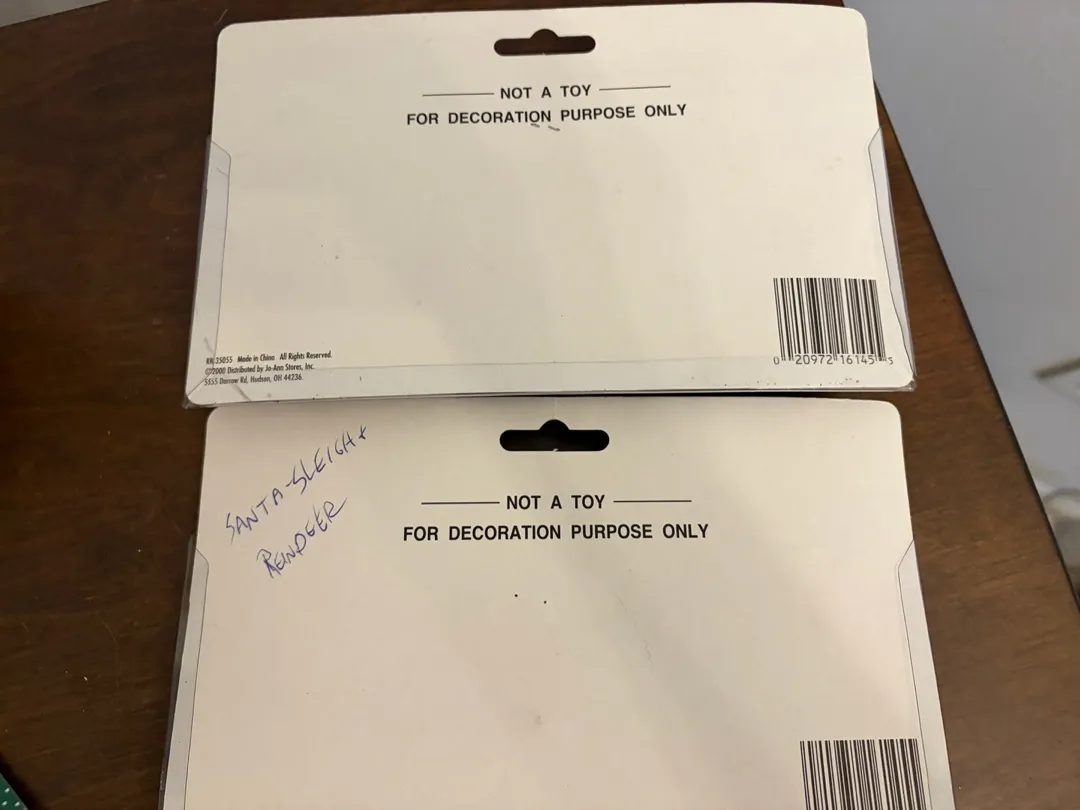 NOT A TOY
FOR DECORATION PURPOSE ONLY
RN 35055 Made in China All Rights Reserved.
©2000 Distributed by Jo-Ann Stores, Inc.
5555 Darrow Rd, Hudson, OH 44236.
0 20972 16145 5
SANTA-SLEIGH +
REINDEER
NOT A TOY
FOR DECORATION PURPOSE ONLY